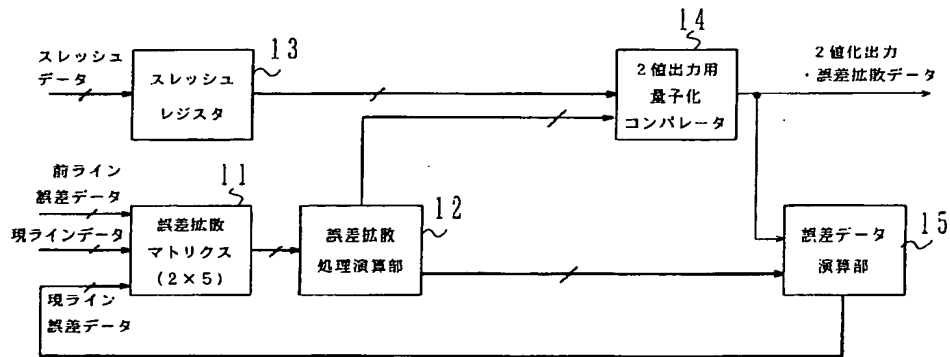 スレッシュ
データ
13
スレッシュ
レジスタ
14
2値出力用
量子化
コンパレータ
2値化出力
・誤差拡散データ
前ライン
誤差データ
現ラインデータ
現ライン
誤差データ
11
誤差拡散
マトリクス
(2×5)
12
誤差拡散
処理演算部
15
誤差データ
演算部